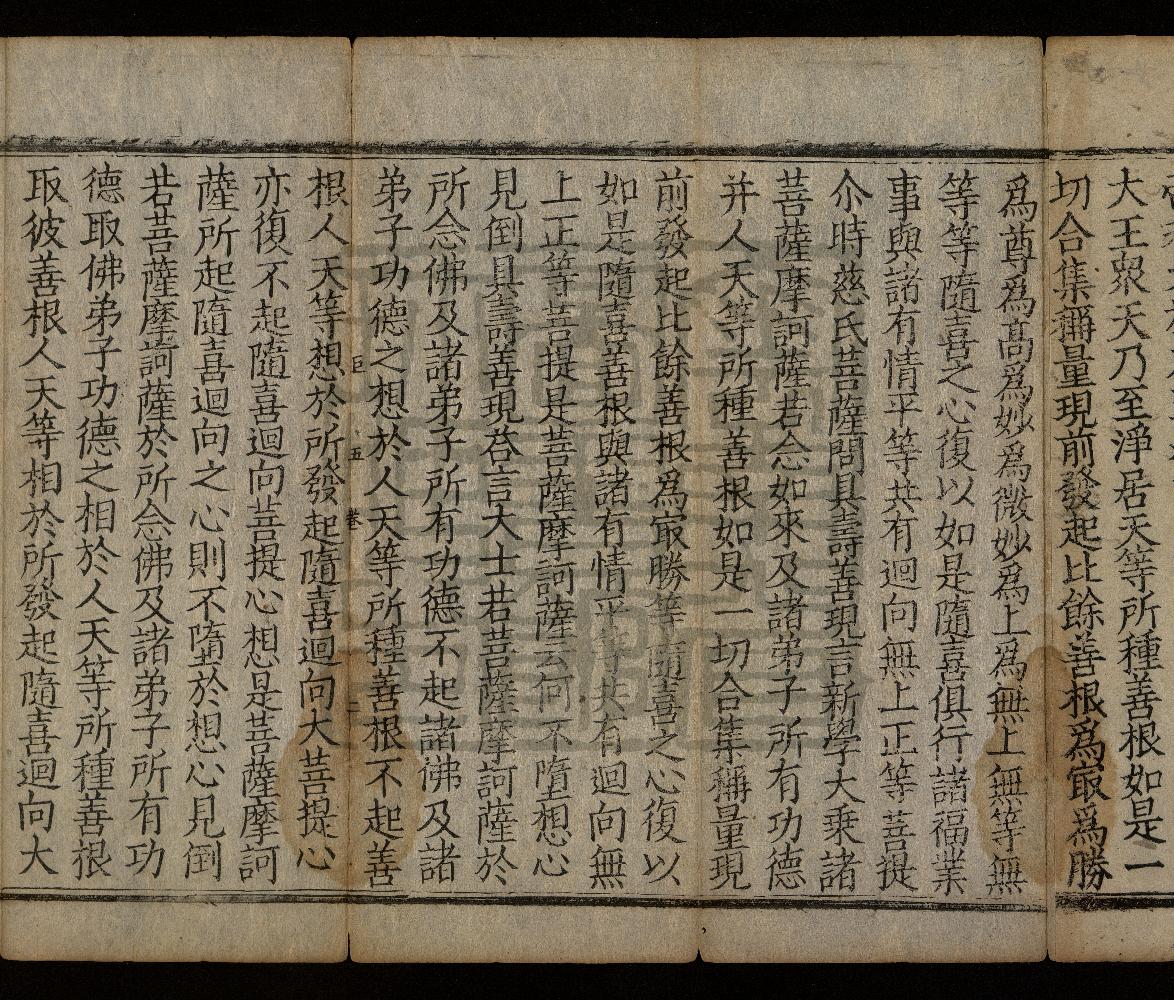 大王衆天乃至淨居天等所種善根如是一
切合集稱量現前發起比餘善根爲㝡爲勝
爲尊爲髙爲妙爲微妙爲上爲無上無等無
等等隨喜之心復以如是隨喜俱行諸福業
事與諸有情平等共有迴向無上正等菩提
尒時慈氏菩薩問具壽善現言新學大乗諸
菩薩摩訶薩若念如來及諸弟子所有功德
并人天等所種善根如是一切合集稱量現
前發起比餘善根爲㝡勝等隨喜之心復以
如是隨喜善根與諸有情平等共有迴向無
上正等菩提是菩薩摩訶薩云何不墮想心
見倒具壽善現荅言大士若菩薩摩訶薩於
所念佛及諸弟子所有功德不起諸佛及諸
弟子功德之想於人天等所種善根不起善
巨 五 卷 三
根人天等想於所發起隨喜迴向大菩提心
亦復不起隨喜迴向菩提心想是菩薩摩訶
薩所起隨喜迴向之心則不墮於想心見倒
若菩薩摩訶薩於所念佛及諸弟子所有功
德取佛弟子功德之相於人天等所種善根
取彼善根人天等相於所發起隨喜迴向大